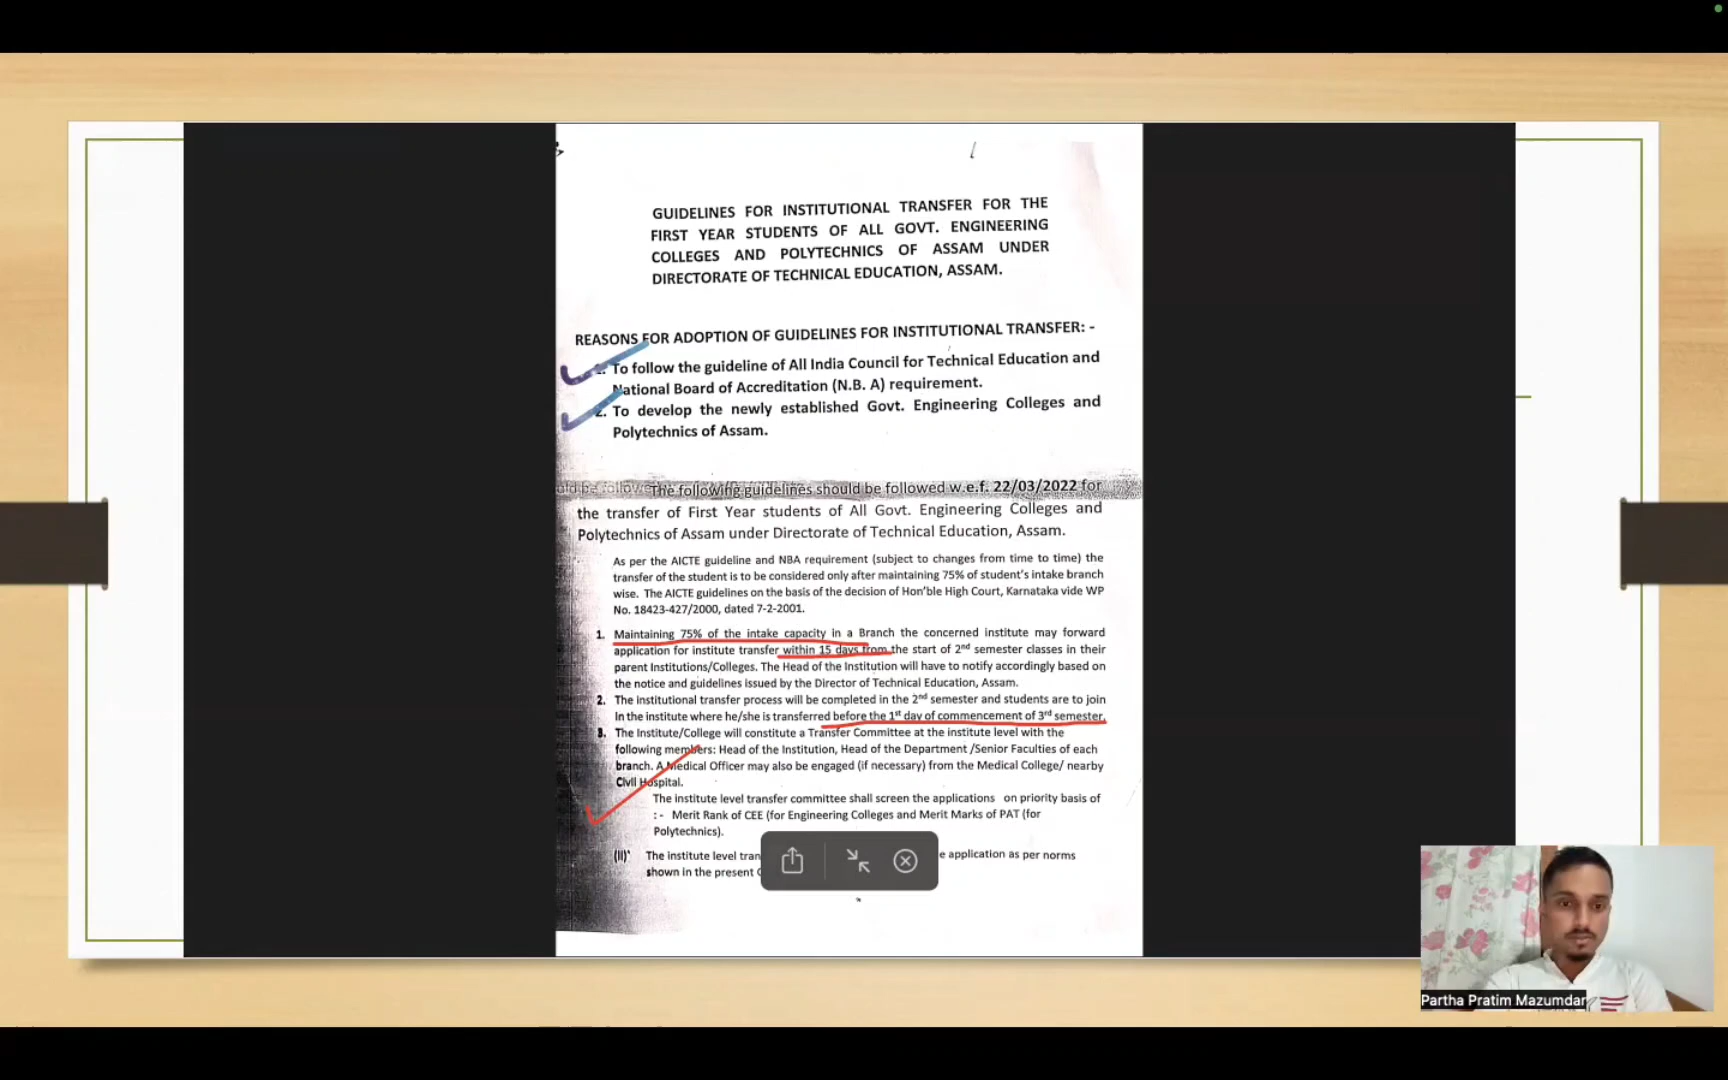 GUIDELINES FOR INSTITUTIONAL TRANSFER FOR THE
FIRST YEAR STUDENTS OF ALL GOVT. ENGINEERING
COLLEGES AND POLYTECHNICS OF ASSAM UNDER
DIRECTORATE OF TECHNICAL EDUCATION, ASSAM.
REASONS FOR ADOPTION OF GUIDELINES FOR INSTITUTIONAL TRANSFER: -
1. To follow the guideline of All India Council for Technical Education and
National Board of Accreditation (N.B. A) requirement.
2. To develop the newly established Govt. Engineering Colleges and
Polytechnics of Assam.
The following guidelines should be followed w.e.f. 22/03/2022 for
the transfer of First Year students of All Govt. Engineering Colleges and
Polytechnics of Assam under Directorate of Technical Education, Assam.
As per the AICTE guideline and NBA requirement (subject to changes from time to time) the
transfer of the student is to be considered only after maintaining 75% of student's intake branch
wise. The AICTE guidelines on the basis of the decision of Hon'ble High Court, Karnataka vide WP
No. 18423-427/2000, dated 7-2-2001.
1. Maintaining 75% of the intake capacity in a Branch the concerned institute may forward
application for institute transfer within 15 days from the start of 2nd semester classes in their
parent Institutions/Colleges. The Head of the Institution will have to notify accordingly based on
the notice and guidelines issued by the Director of Technical Education, Assam.
2. The institutional transfer process will be completed in the 2nd semester and students are to join
In the institute where he/she is transferred before the 1st day of commencement of 3rd semester.
3. The Institute/College will constitute a Transfer Committee at the institute level with the
following members: Head of the Institution, Head of the Department /Senior Faculties of each
branch. A Medical Officer may also be engaged (if necessary) from the Medical College/ nearby
Civil Hospital.
The institute level transfer committee shall screen the applications on priority basis of
:- Merit Rank of CEE (for Engineering Colleges and Merit Marks of PAT (for
Polytechnics).
(II) The institute level application as per norms
shown in the present
Partha Pratim Mazumdar